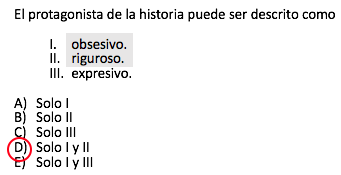 El protagonista de la historia puede ser descrito como
I. obsesivo.
II. riguroso.
III. expresivo.
A) Solo I
B) Solo II
C) Solo III
D) Solo I y II
E) Solo I y III